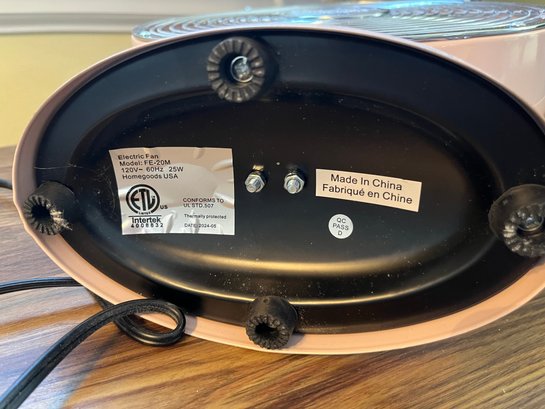 Electric Fan
Model: FE-20M
120V~ 60Hz 25W
Homegoods USA
ETL
US
Intertek
4008632
CONFORMS TO
UL STD.507
Thermally protected
DATE: 2024-05
Made In China
Fabriqué en Chine
QC
PASS
D